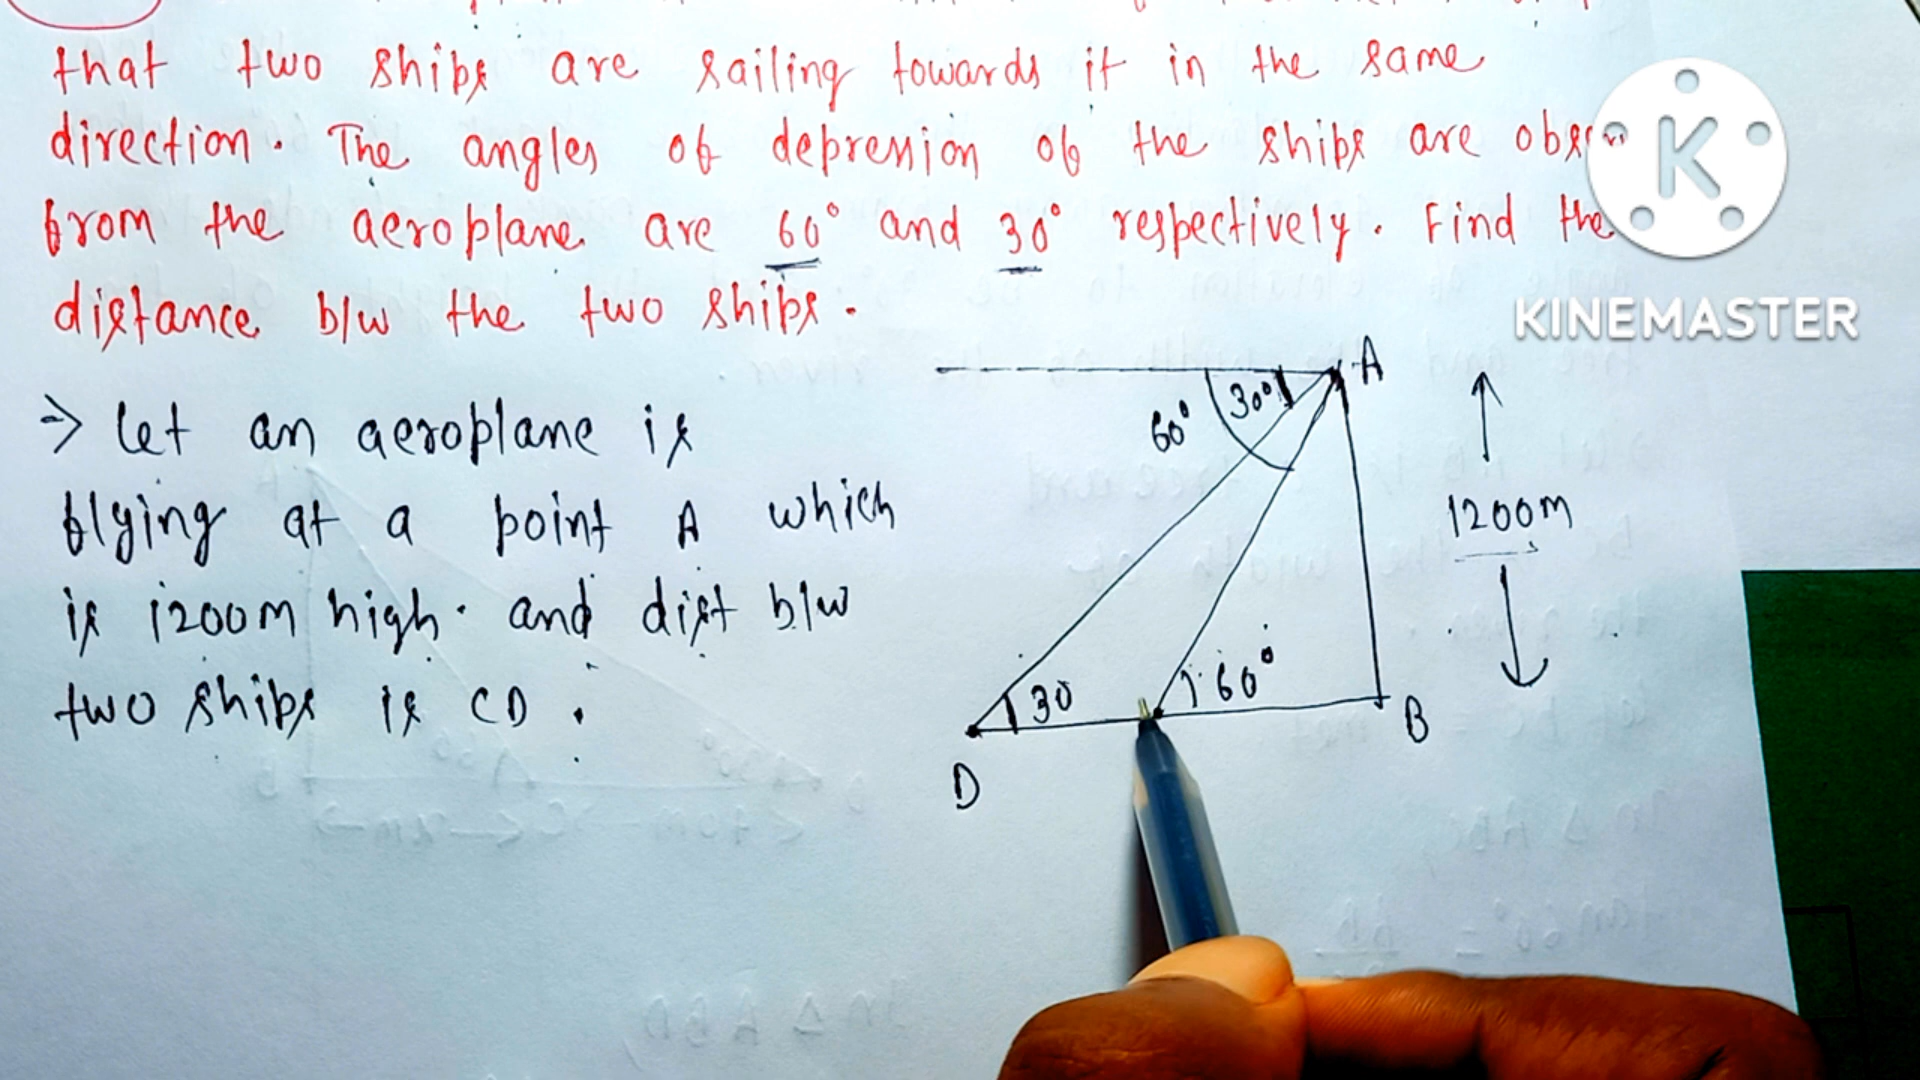 that two ships are sailing towards it in the same
direction. The angles of depression of the ships are
from the aeroplane are 60° and 30° respectively. Find the
distance b/w the two ships.
KINEMASTER
A
30°
60°
→ let an aeroplane is
flying at a point A which
1200m
is 1200m high. and dist b/w
two ships is CD.
30
60°
B
D